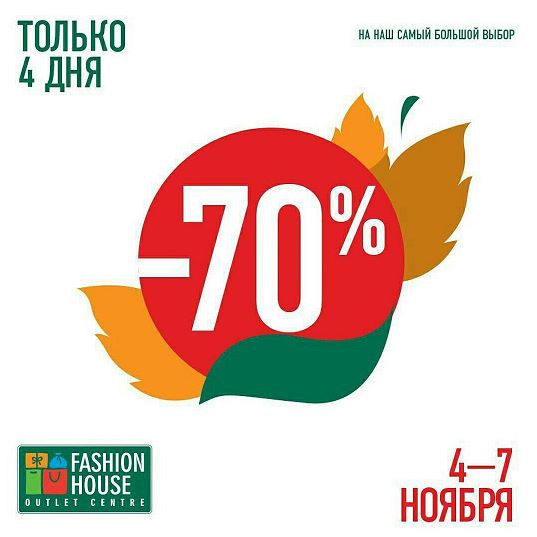 ТОЛЬКО
4 ДНЯ
НА НАШ САМЫЙ БОЛЬШОЙ ВЫБОР
-70%
FASHION
HOUSE
OUTLET CENTRE
4—7
НОЯБРЯ